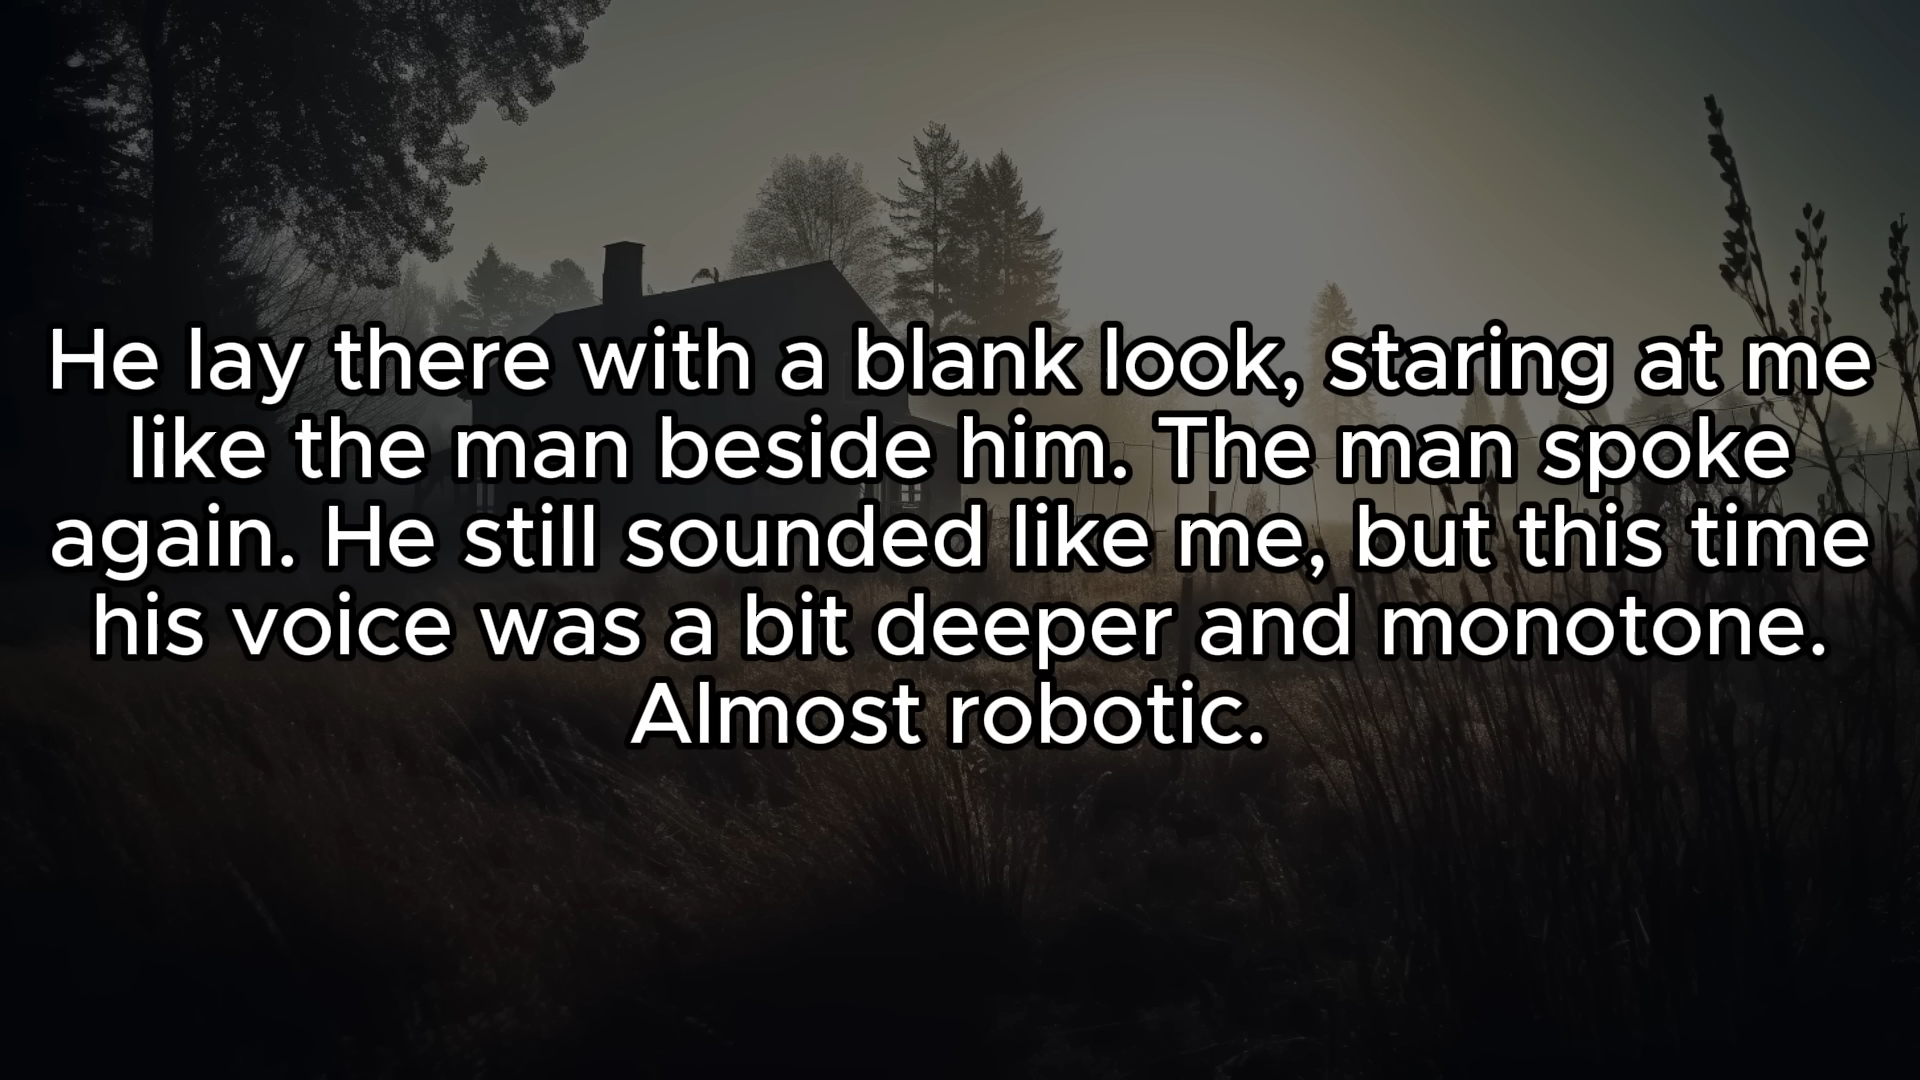 He lay there with a blank look, staring at me
like the man beside him. The man spoke
again. He still sounded like me, but this time
his voice was a bit deeper and monotone.
Almost robotic.